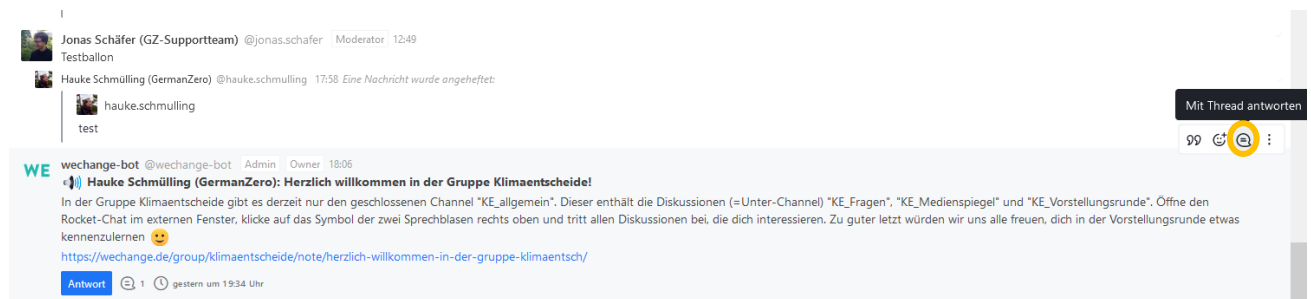 Jonas Schäfer (GZ-Supportteam) @jonas.schafer Moderator 12:49
Testballon
Hauke Schmülling (GermanZero) @hauke.schmulling 17:58 Eine Nachricht wurde angeheftet:
hauke.schmulling
test
Mit Thread antworten
WE
wechange-bot @wechange-bot Admin Owner 18:06
Hauke Schmülling (GermanZero): Herzlich willkommen in der Gruppe Klimaentscheide!
In der Gruppe Klimaentscheide gibt es derzeit nur den geschlossenen Channel "KE_allgemein". Dieser enthält die Diskussionen (=Unter-Channel) "KE_Fragen", "KE_Medienspiegel" und "KE_Vorstellungsrunde". Öffne den
Rocket-Chat im externen Fenster, klicke auf das Symbol der zwei Sprechblasen rechts oben und tritt allen Diskussionen bei, die dich interessieren. Zu guter letzt würden wir uns alle freuen, dich in der Vorstellungsrunde etwas
kennenzulernen 🙂
https://wechange.de/group/klimaentscheide/note/herzlich-willkommen-in-der-gruppe-klimaentsch/
Antwort 1 gestern um 19:34 Uhr